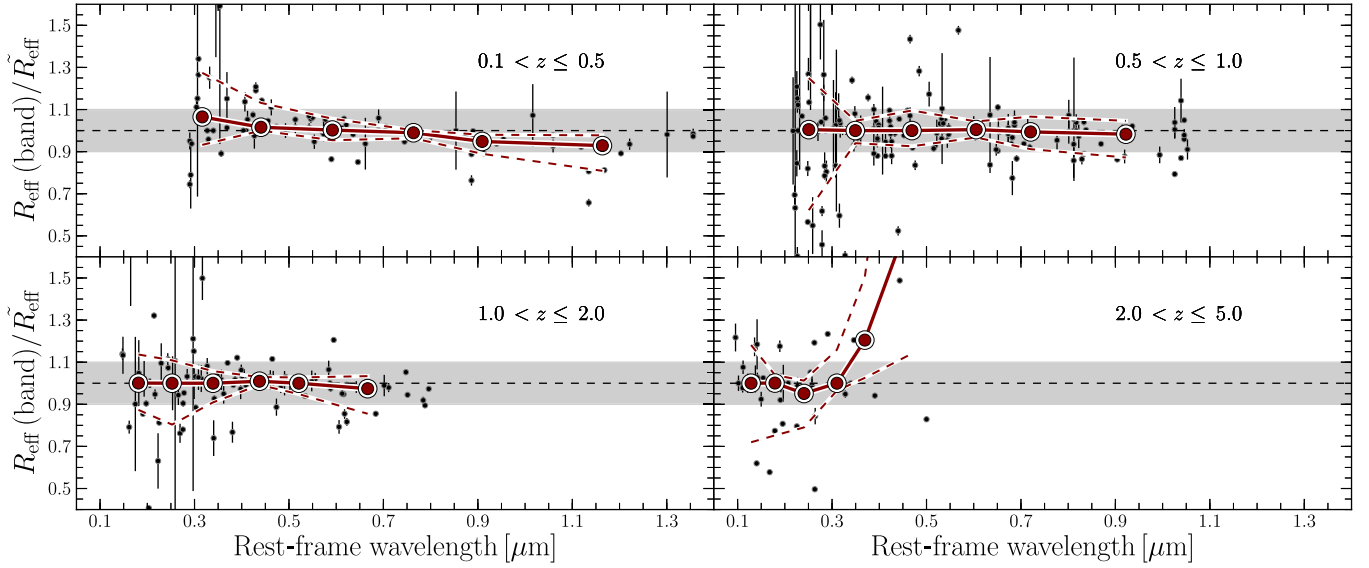 1.5
1.3
1.1
0.9
0.7
0.5
R_eff (band)/R̃_eff
0.1 < z ≤ 0.5
0.5 < z ≤ 1.0
1.5
1.3
1.1
0.9
0.7
0.5
R_eff (band)/R̃_eff
1.0 < z ≤ 2.0
2.0 < z ≤ 5.0
0.1 0.3 0.5 0.7 0.9 1.1 1.3
0.1 0.3 0.5 0.7 0.9 1.1 1.3
Rest-frame wavelength [μm]
Rest-frame wavelength [μm]